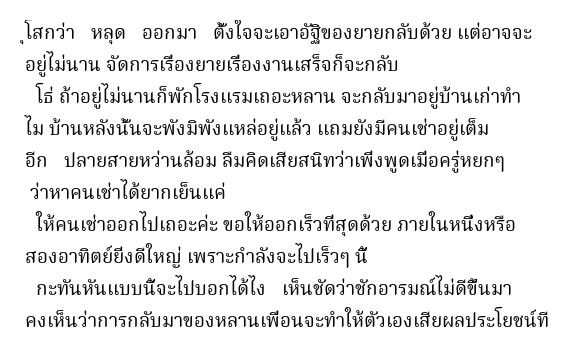 ุโสกว่า หลุด ออกมา ตั้งใจจะเอาอัฐิของยายกลับด้วย แต่อาจจะ
อยู่ไม่นาน จัดการเรื่องยายเรื่องงานเสร็จก็จะกลับ
โธ่ ถ้าอยู่ไม่นานก็พักโรงแรมเถอะหลาน จะกลับมาอยู่บ้านเก่าทำ
ไม บ้านหลังนั้นจะพังมิพังแหล่อยู่แล้ว แถมยังมีคนเช่าอยู่เต็ม
อีก ปลายสายหว่านล้อม ลืมคิดเสียสนิทว่าเพิ่งพูดเมื่อครู่หยกๆ
ว่าหาคนเช่าได้ยากเย็นแค่
ให้คนเช่าออกไปเถอะค่ะ ขอให้ออกเร็วที่สุดด้วย ภายในหนึ่งหรือ
สองอาทิตย์ยิ่งดีใหญ่ เพราะกำลังจะไปเร็วๆ นี้
กะทันหันแบบนี้จะไปบอกได้ไง เห็นชัดว่าชักอารมณ์ไม่ดีขึ้นมา
คงเห็นว่าการกลับมาของหลานเพื่อนจะทำให้ตัวเองเสียผลประโยชน์ที่